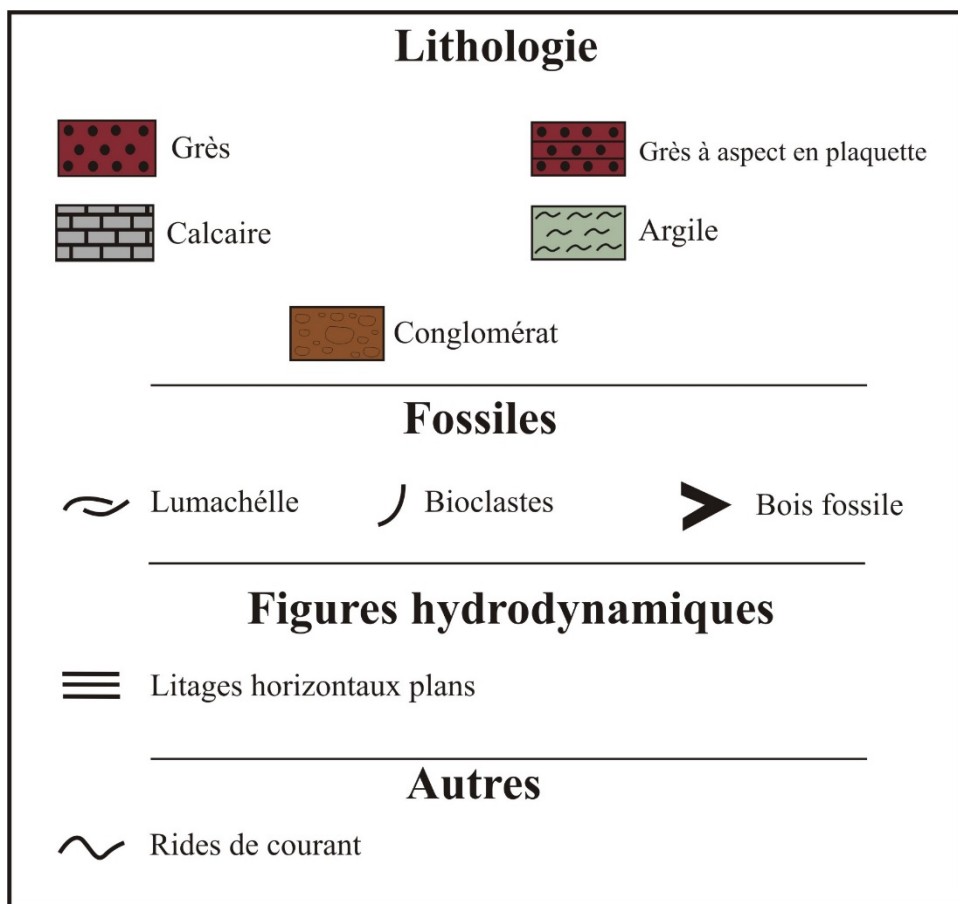 Lithologie
Grès
Grès à aspect en plaquette
Calcaire
Argile
Conglomérat
Fossiles
Lumachélle
Bioclastes
Bois fossile
Figures hydrodynamiques
Litages horizontaux plans
Autres
Rides de courant